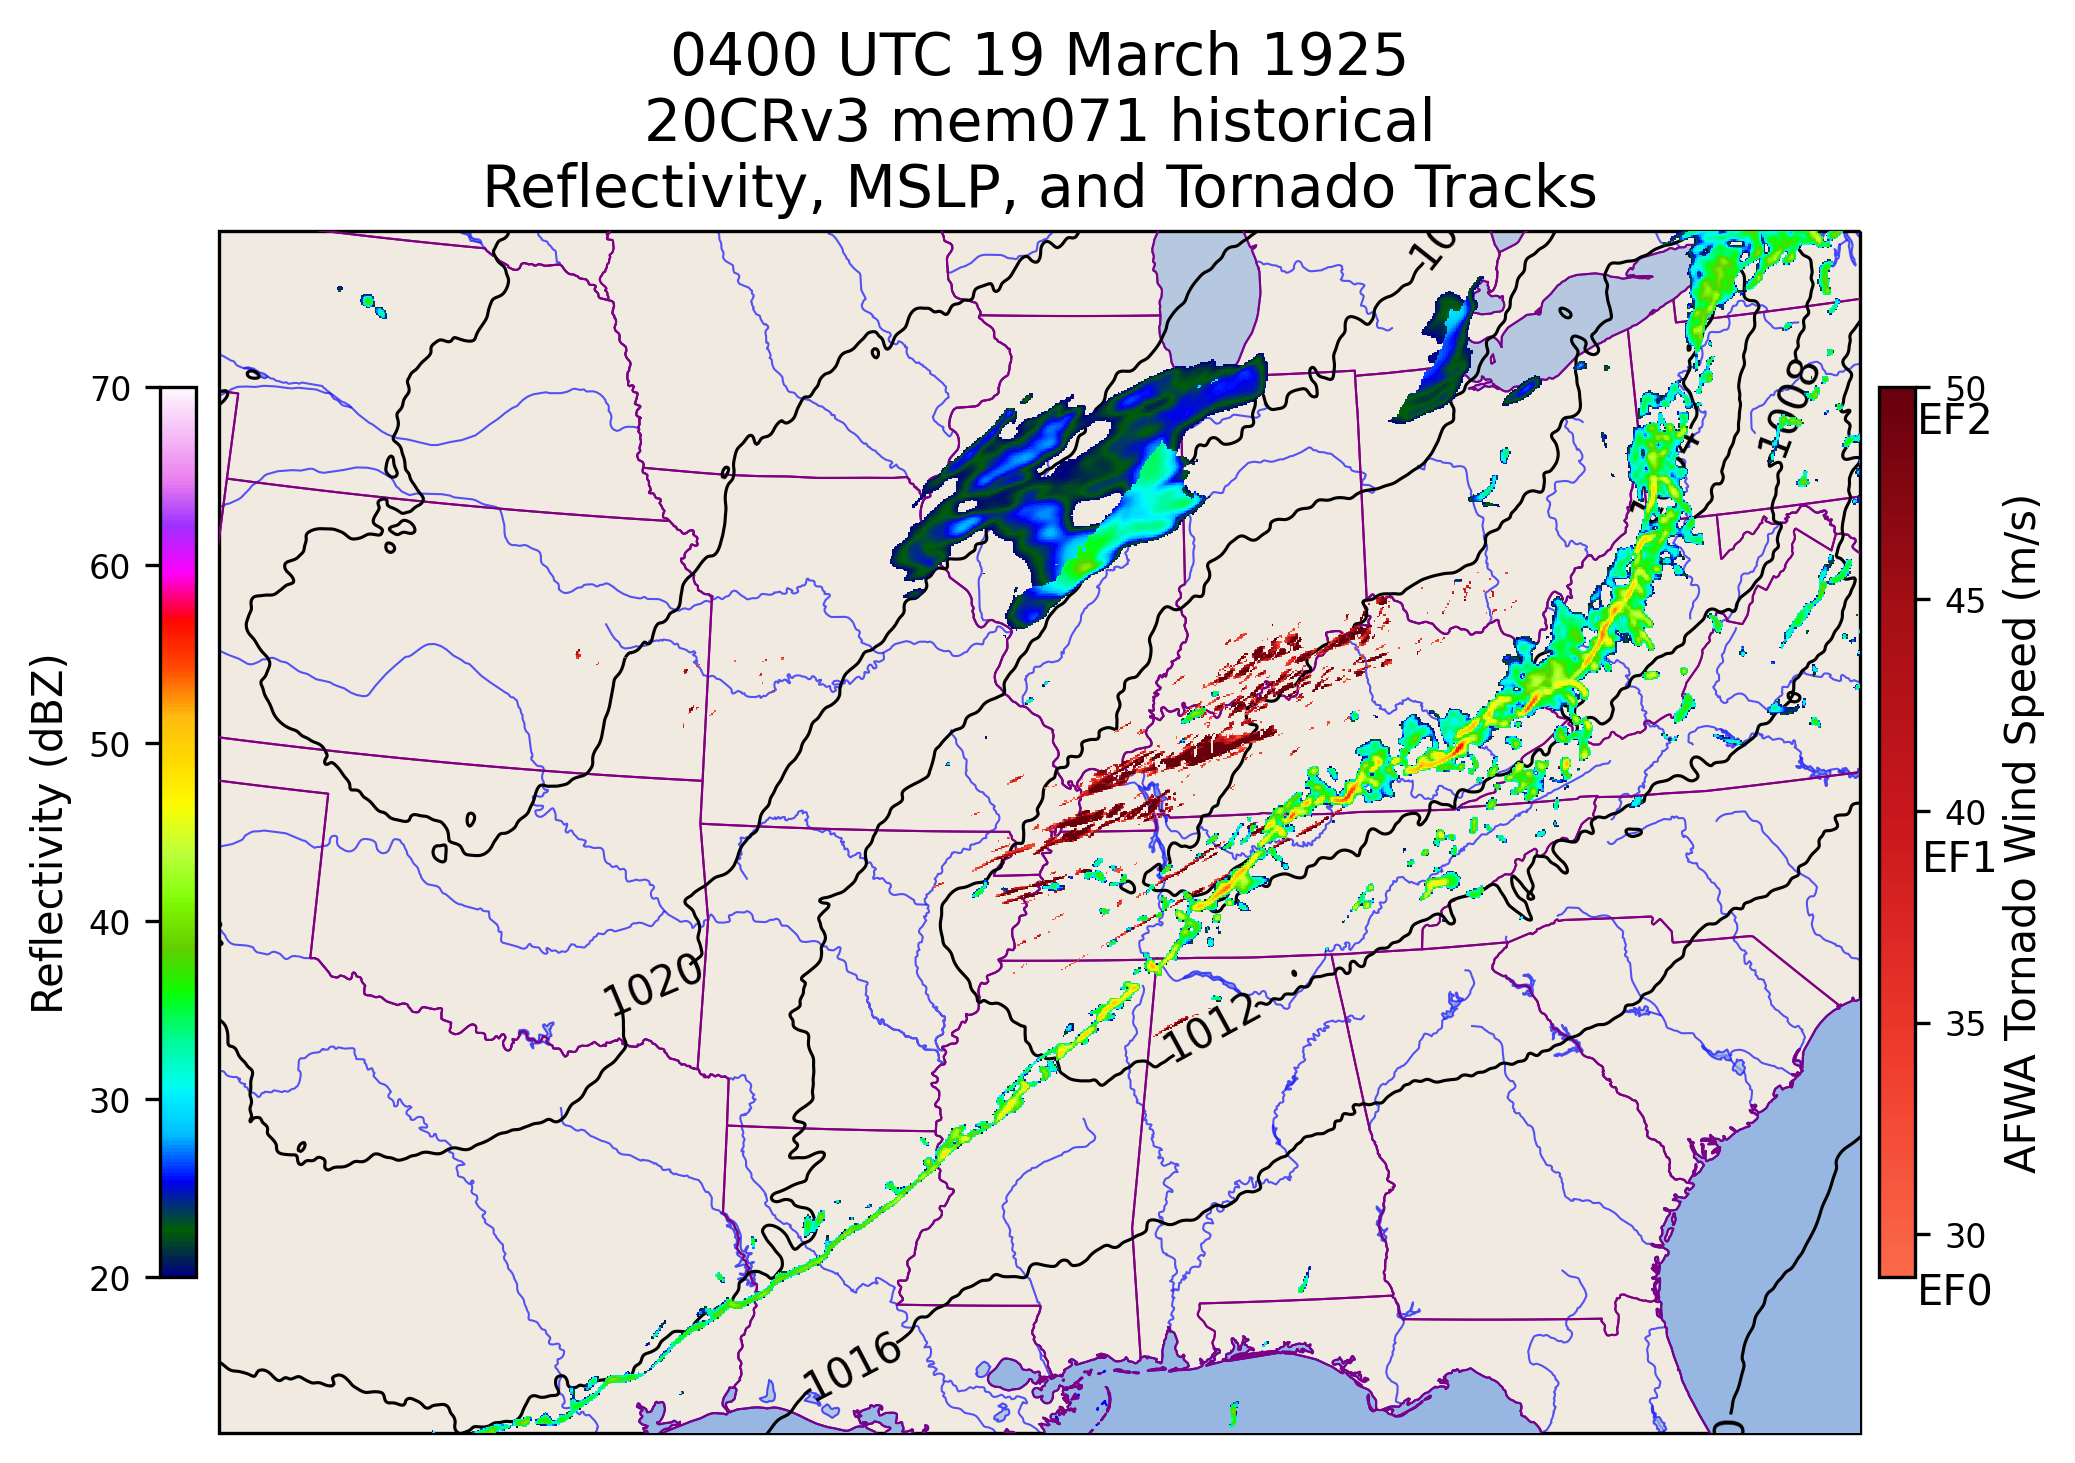 0400 UTC 19 March 1925
20CRv3 mem071 historical
Reflectivity, MSLP, and Tornado Tracks
Reflectivity (dBZ)
70
60
50
40
30
20
1008
1020
1012
1016
50
EF2
45
40
EF1
35
30
EF0
AFWA Tornado Wind Speed (m/s)